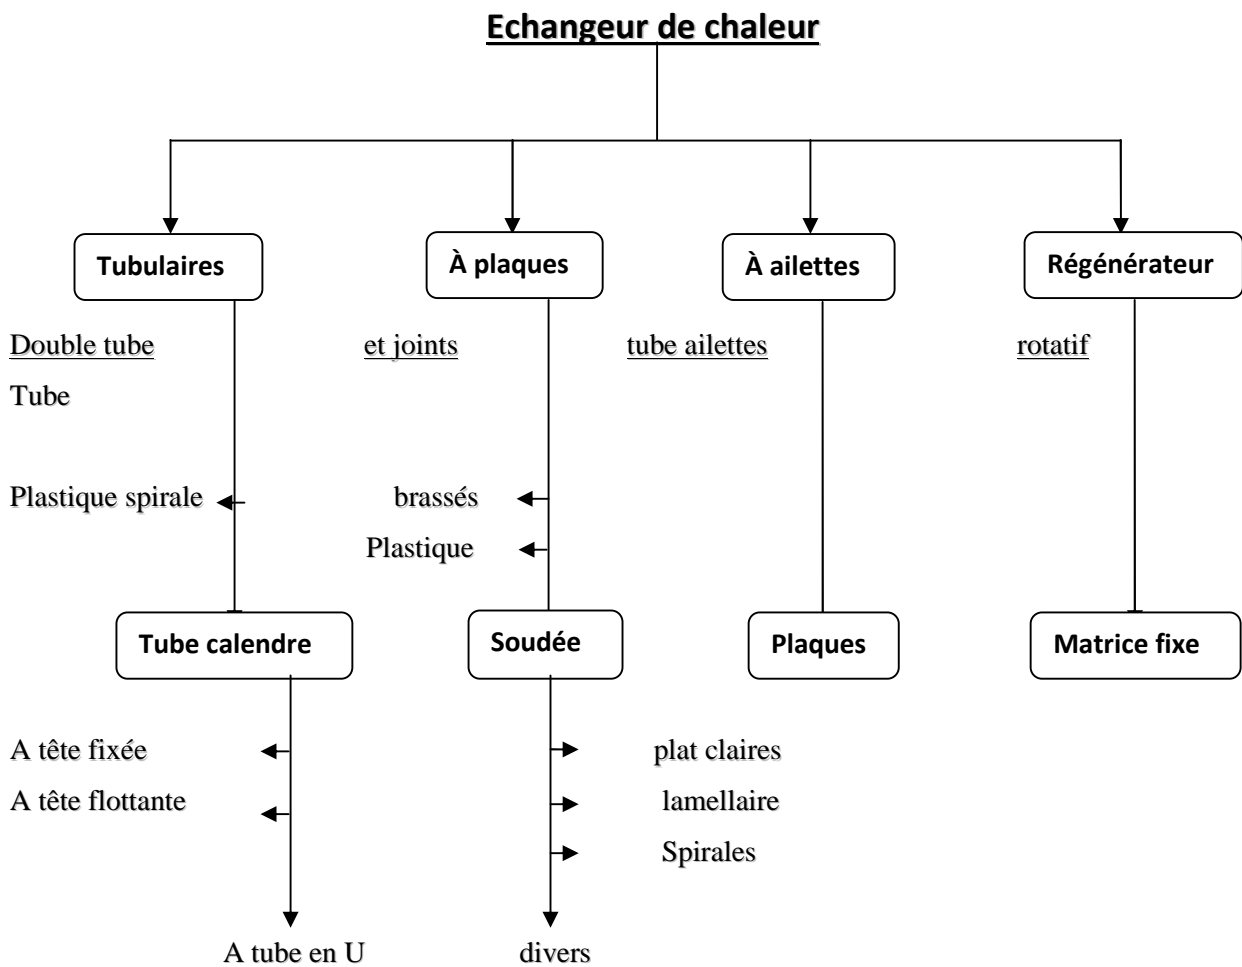 Echangeur de chaleur
Tubulaires
À plaques
À ailettes
Régénérateur
Double tube
et joints
tube ailettes
rotatif
Tube
Plastique spirale
brassés
Plastique
Tube calendre
Soudée
Plaques
Matrice fixe
A tête fixée
plat claires
A tête flottante
lamellaire
Spirales
A tube en U
divers